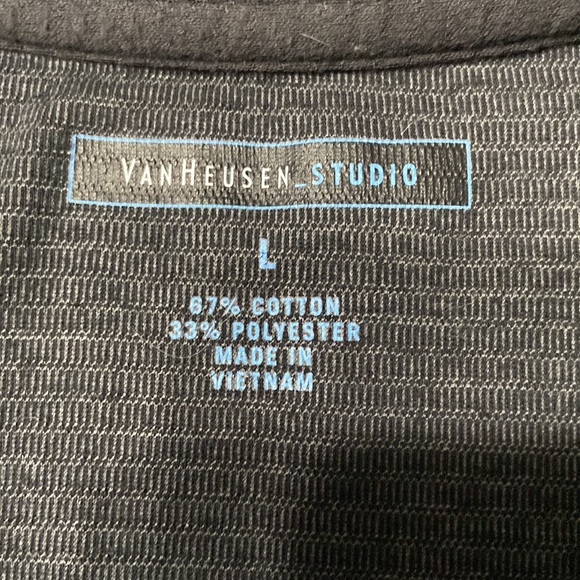 VANHEUSEN_STUDIO
L
67% COTTON
33% POLYESTER
MADE IN
VIETNAM